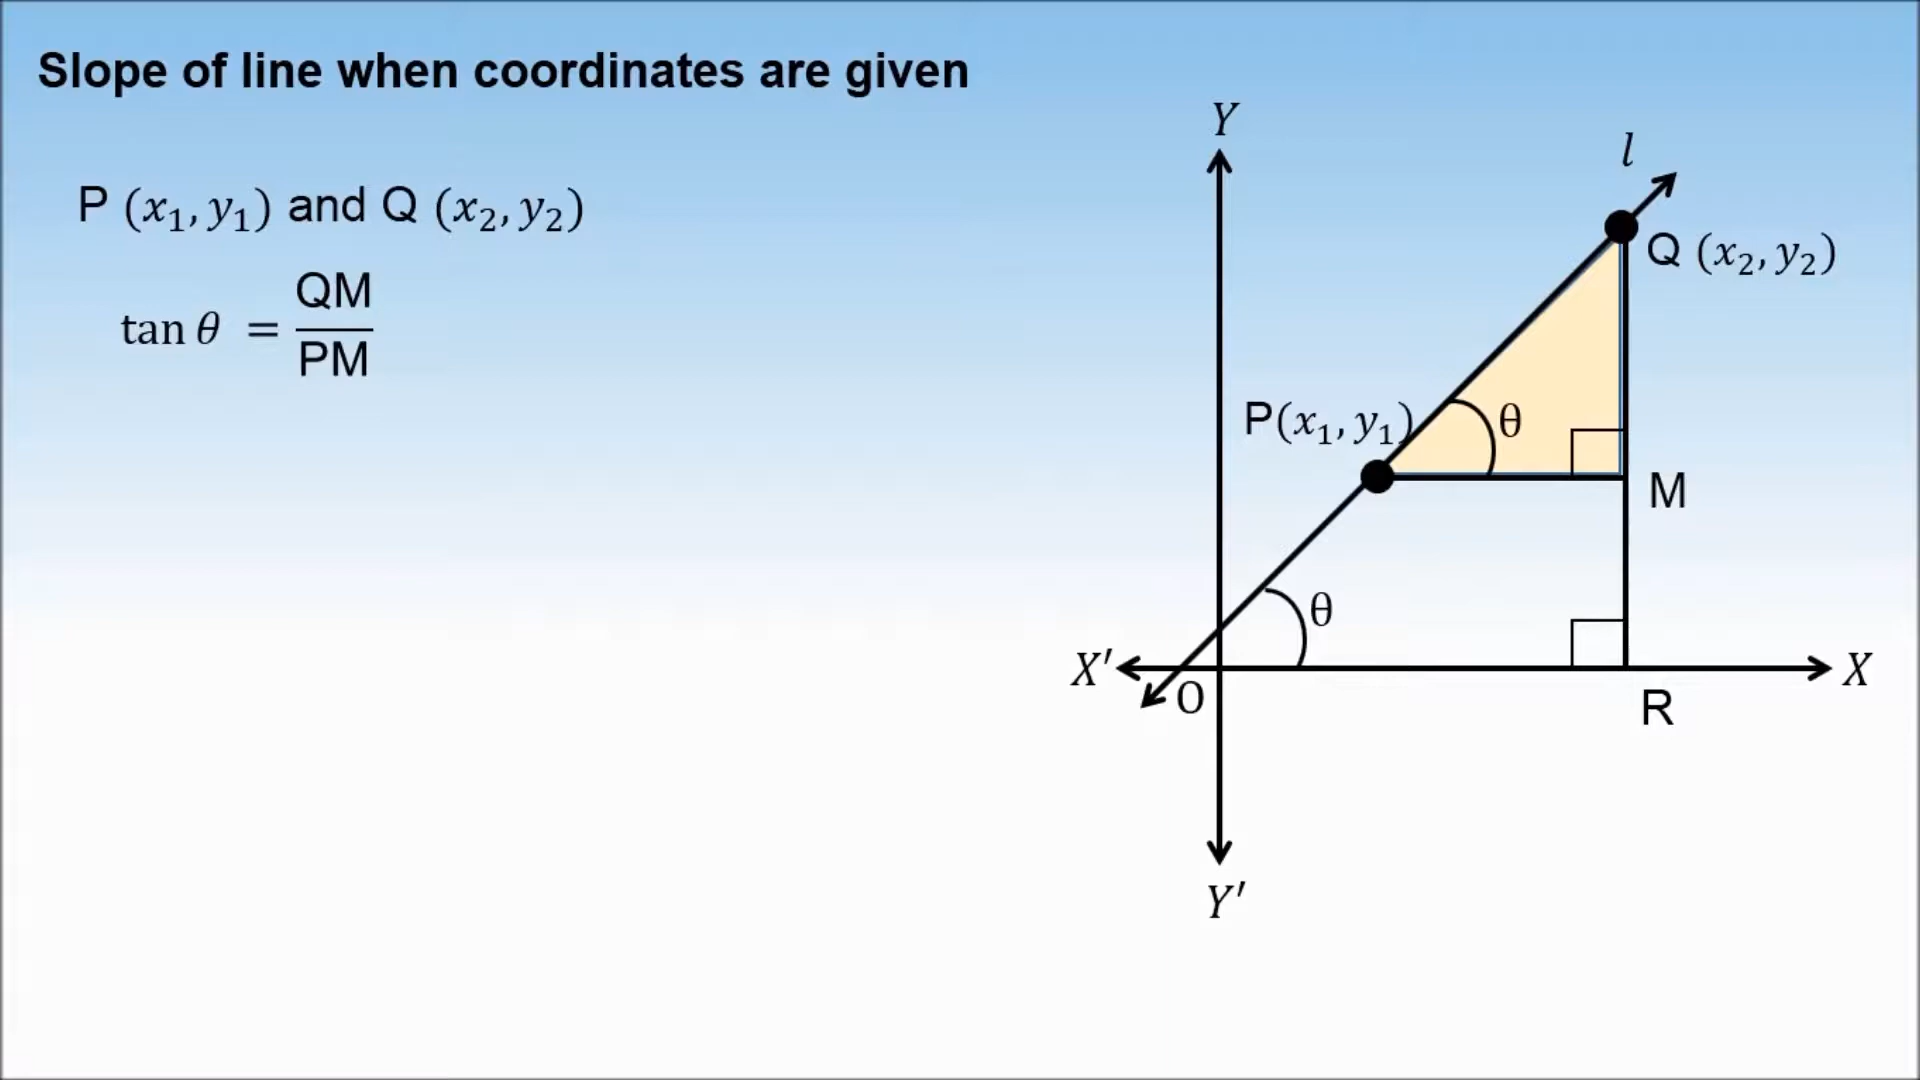 Slope of line when coordinates are given
P (x₁, y₁) and Q (x₂, y₂)
tan θ = QM / PM
Y
l
Q (x₂, y₂)
P(x₁, y₁)
θ
M
θ
X′
X
O
R
Y′